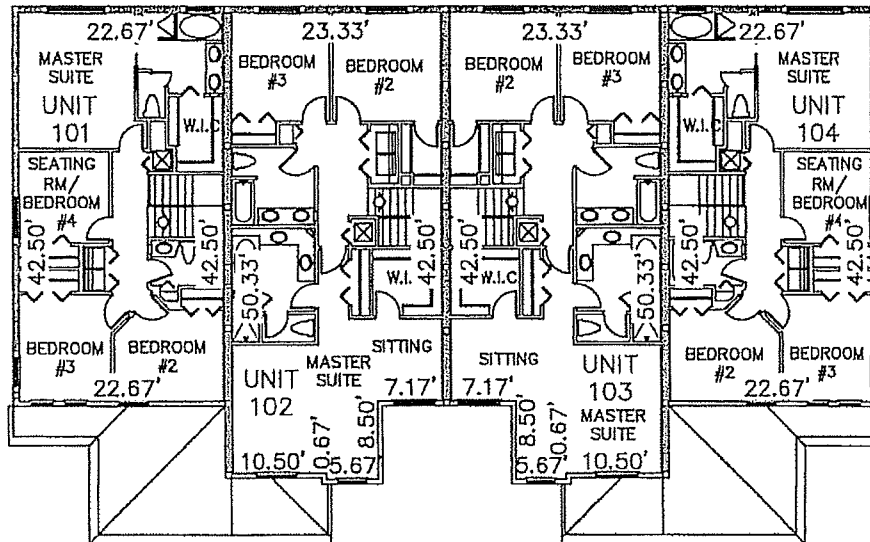 22.67'
23.33'
23.33'
22.67'
MASTER
SUITE
UNIT
101
BEDROOM
#3
BEDROOM
#2
BEDROOM
#2
BEDROOM
#3
MASTER
SUITE
UNIT
104
W.I.C
W.I.C
SEATING
RM/
BEDROOM
#4
SEATING
RM/
BEDROOM
#4
42.50'
42.50'
50.33'
42.50'
42.50'
50.33'
42.50'
42.50'
W.I.
W.I.C
BEDROOM
#3
BEDROOM
#2
22.67'
UNIT
102
MASTER
SUITE
SITTING
7.17'
SITTING
7.17'
UNIT
103
MASTER
SUITE
BEDROOM
#2
BEDROOM
#3
22.67'
10.50'
0.67'
5.67'
8.50'
8.50'
5.67'
0.67'
10.50'